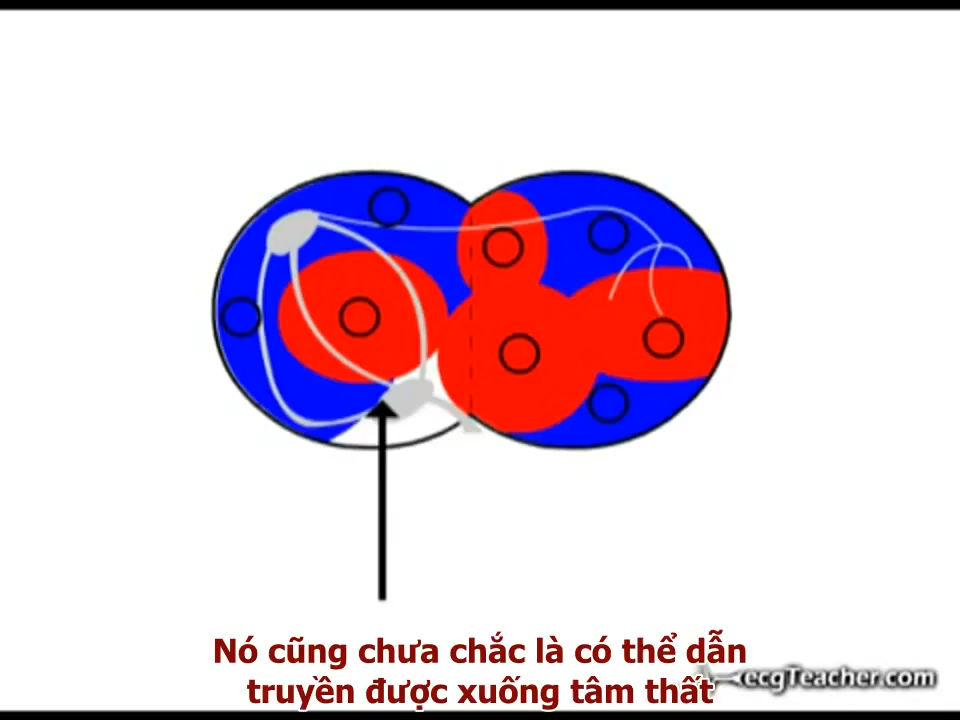 Nó cũng chưa chắc là có thể dẫn
truyền được xuống tâm thất
ecgTeacher.com